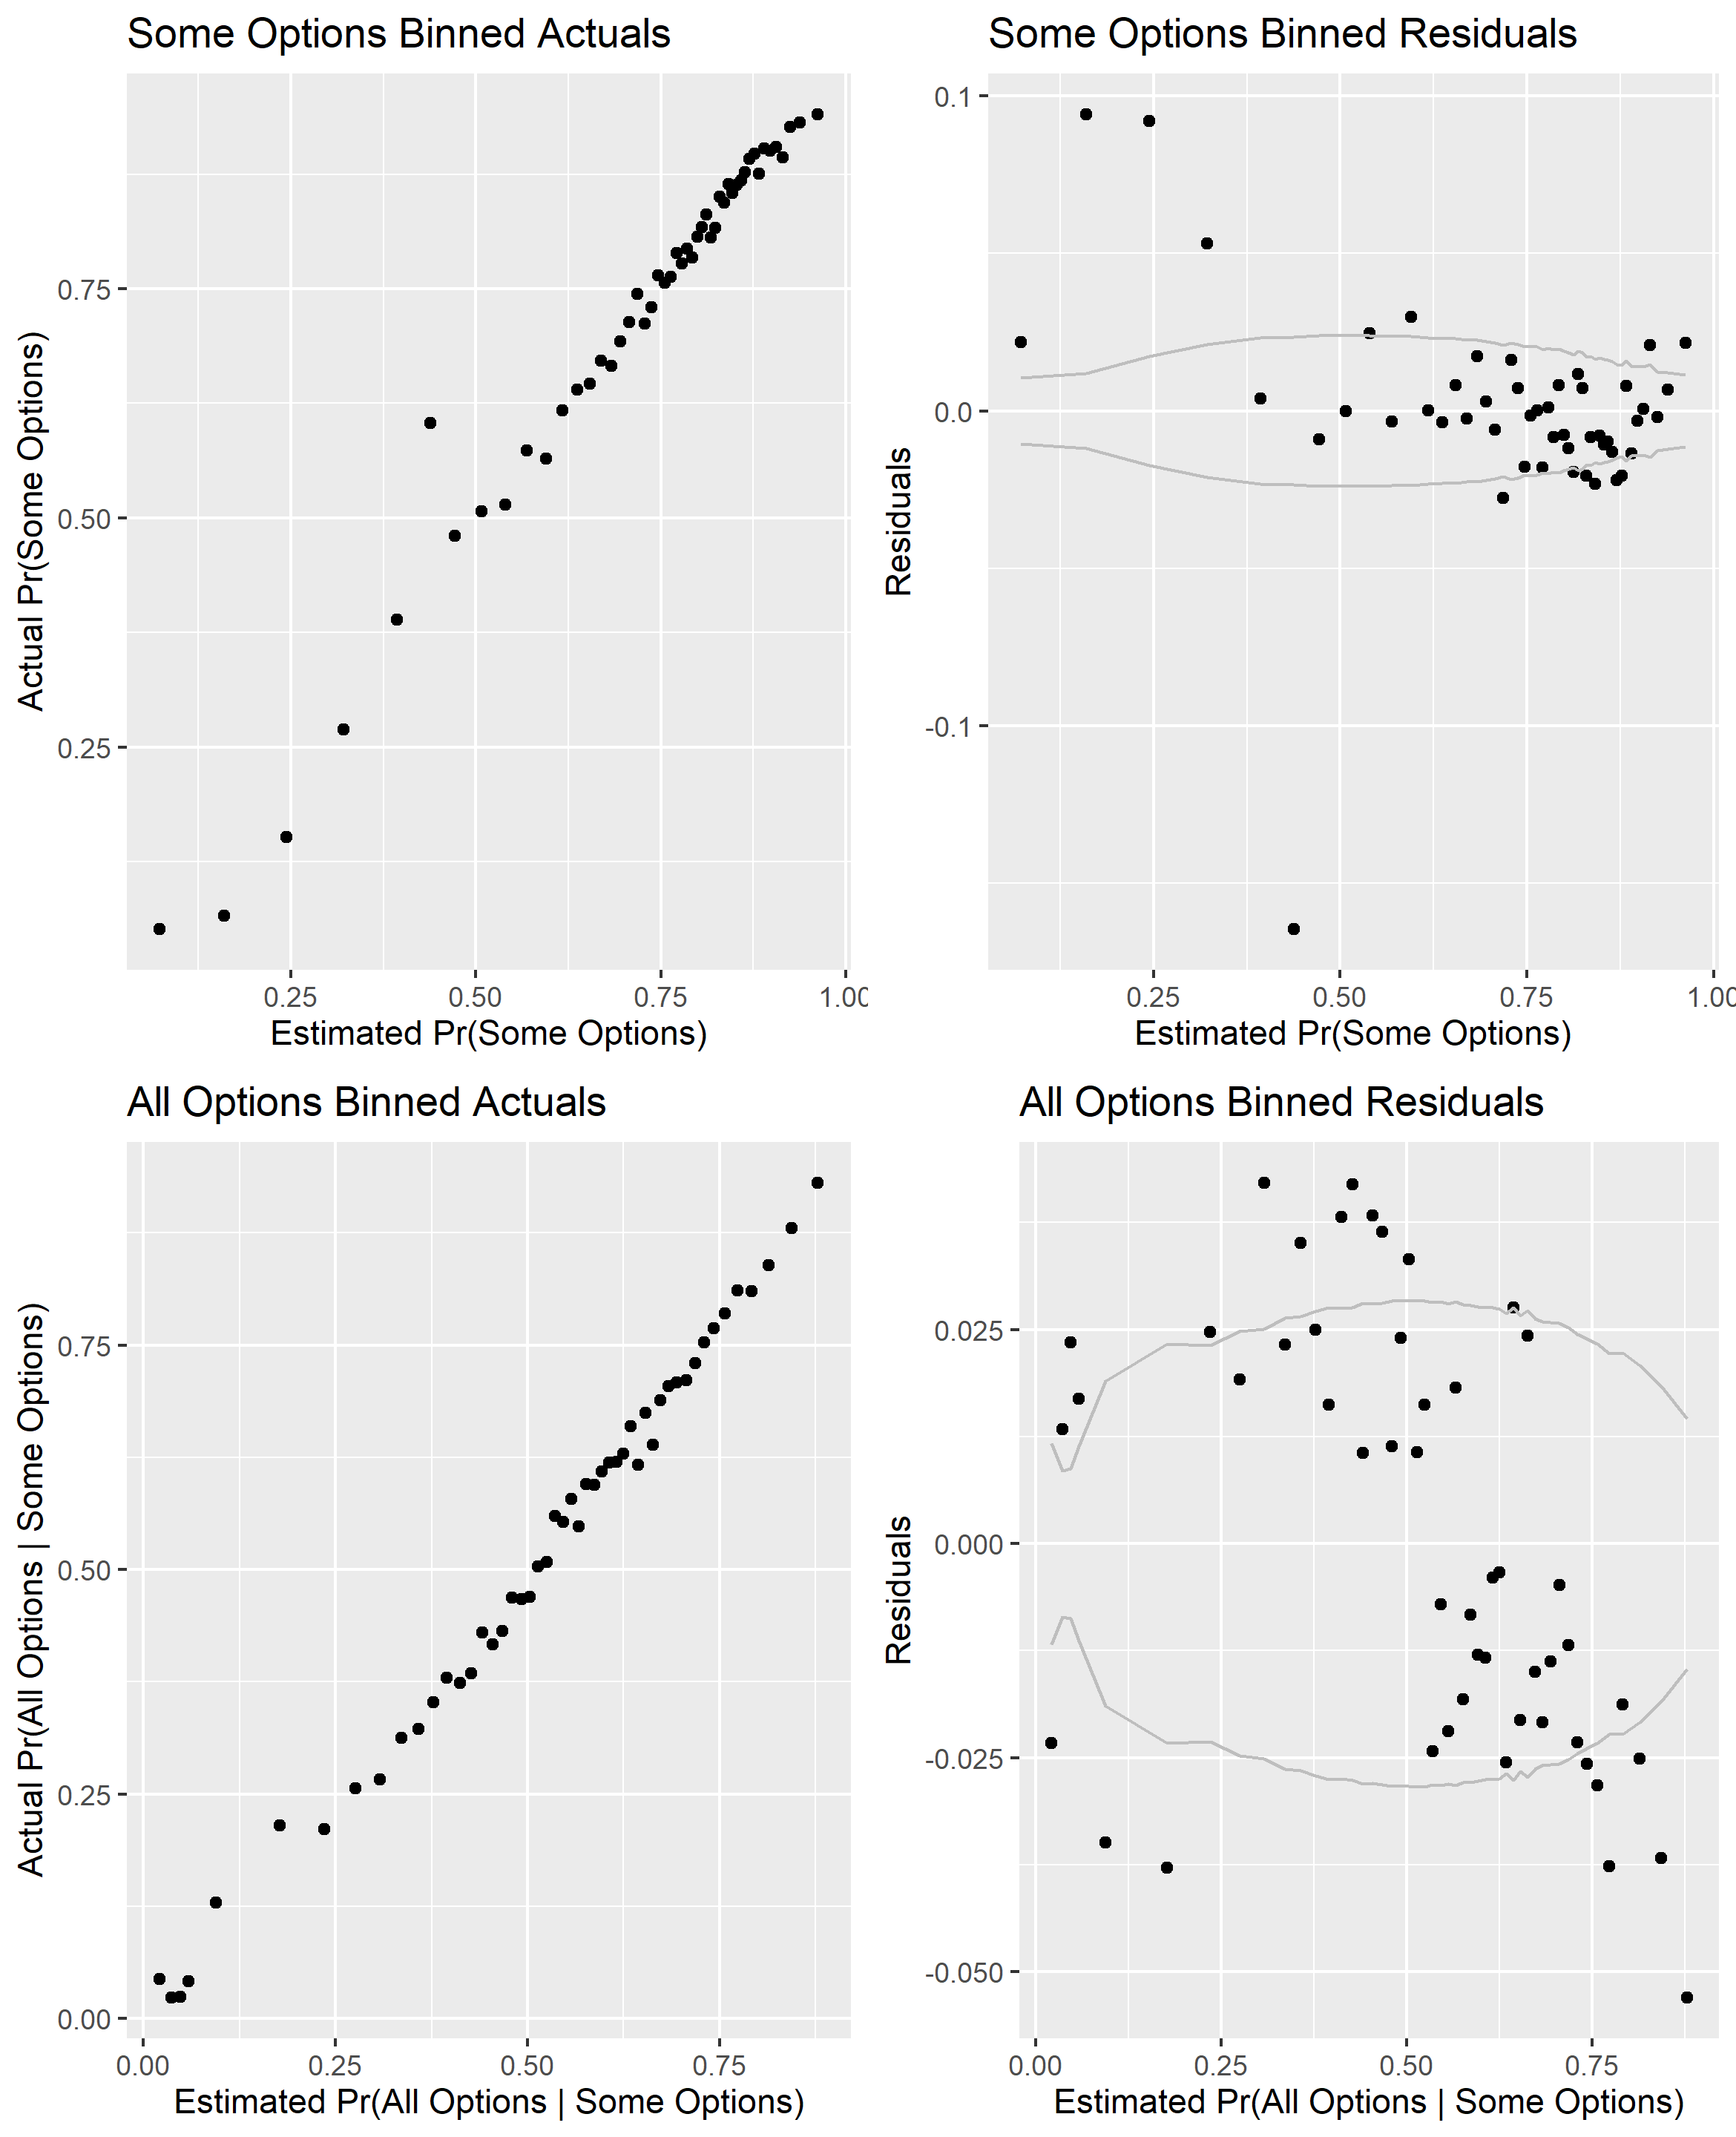 Some Options Binned Actuals
Actual Pr(Some Options)
0.75
0.50
0.25
0.25
0.50
0.75
1.00
Estimated Pr(Some Options)
Some Options Binned Residuals
Residuals
0.1
0.0
-0.1
0.25
0.50
0.75
1.00
Estimated Pr(Some Options)
All Options Binned Actuals
Actual Pr(All Options | Some Options)
0.75
0.50
0.25
0.00
0.00
0.25
0.50
0.75
Estimated Pr(All Options | Some Options)
All Options Binned Residuals
Residuals
0.025
0.000
-0.025
-0.050
0.00
0.25
0.50
0.75
Estimated Pr(All Options | Some Options)